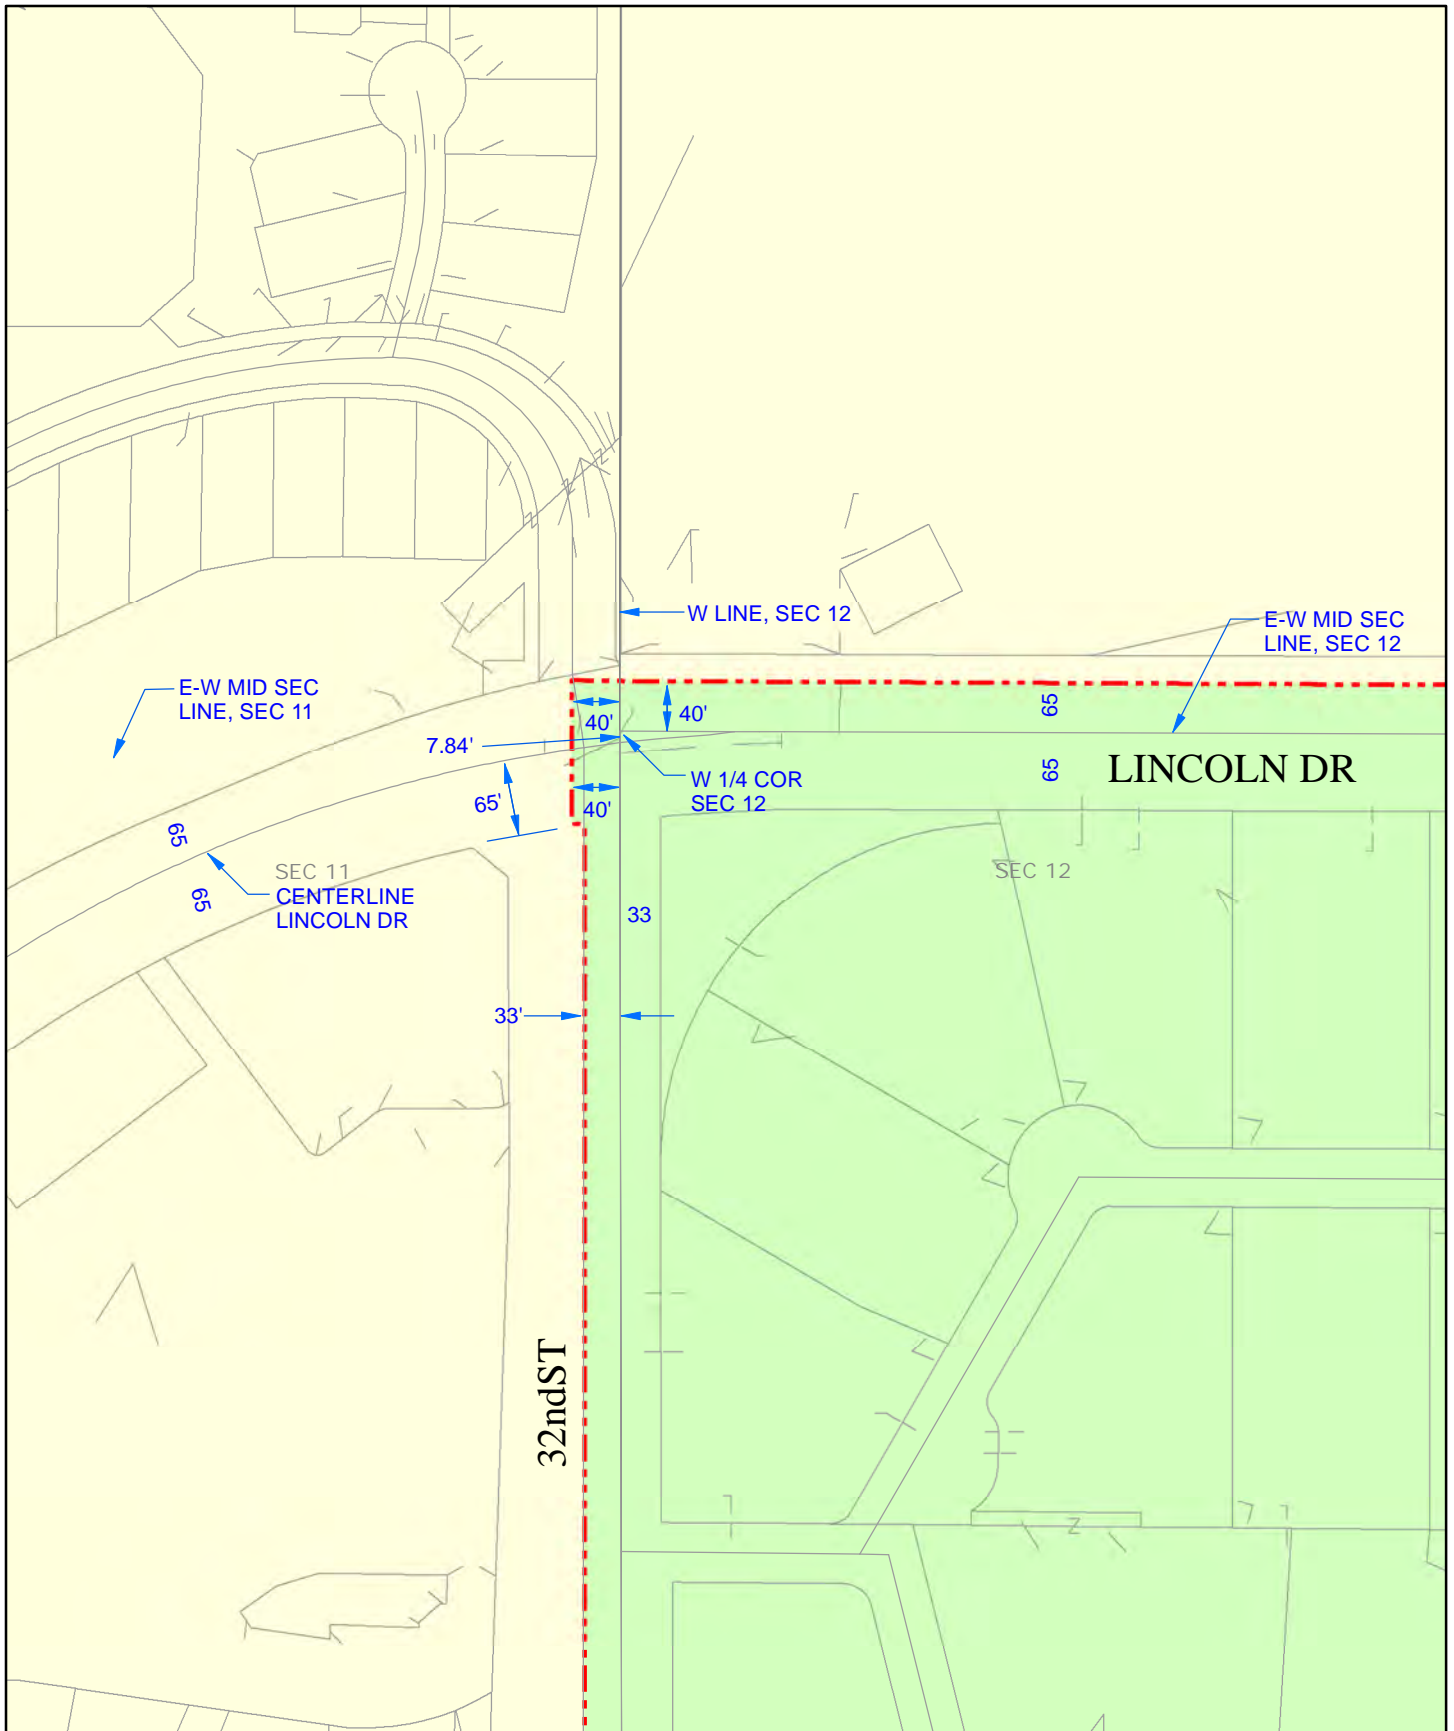 W LINE, SEC 12
E-W MID SEC
LINE, SEC 12
E-W MID SEC
LINE, SEC 11
40'
40'
65
7.84'
W 1/4 COR
SEC 12
65
LINCOLN DR
65'
40'
65
65
SEC 11
CENTERLINE
LINCOLN DR
SEC 12
33
33'
32ndST
Z